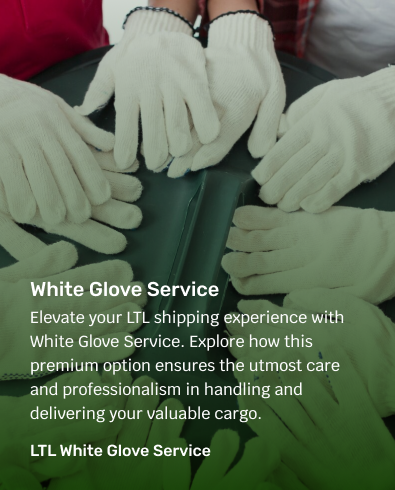 White Glove Service
Elevate your LTL shipping experience with
White Glove Service. Explore how this
premium option ensures the utmost care
and professionalism in handling and
delivering your valuable cargo.
LTL White Glove Service